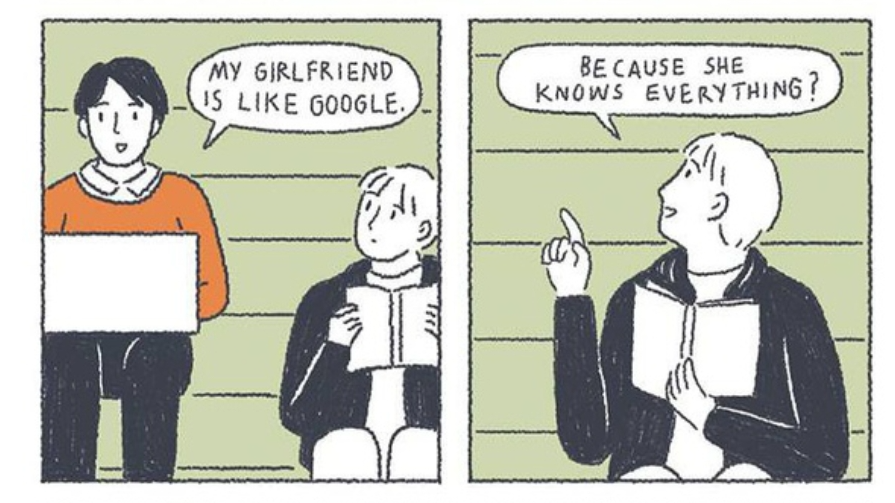 MY GIRLFRIEND
IS LIKE GOOGLE.
BECAUSE SHE
KNOWS EVERYTHING?